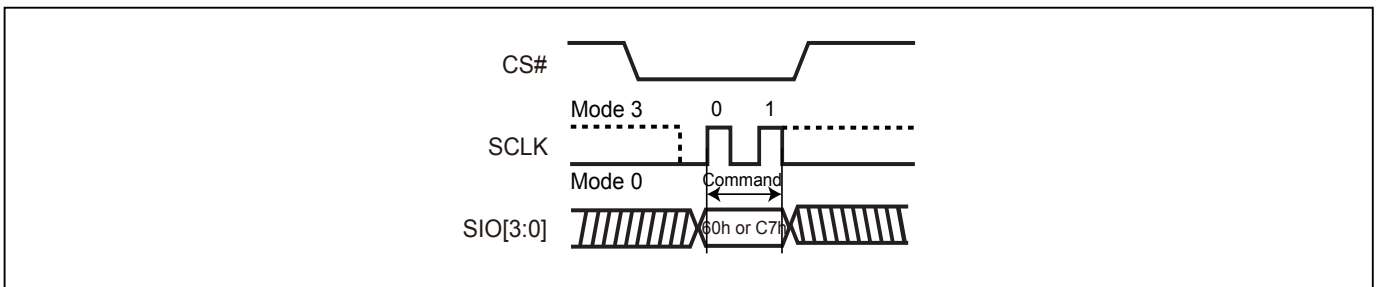 CS#
Mode 3 0 1
SCLK
Mode 0 Command
SIO[3:0] 60h or C7h